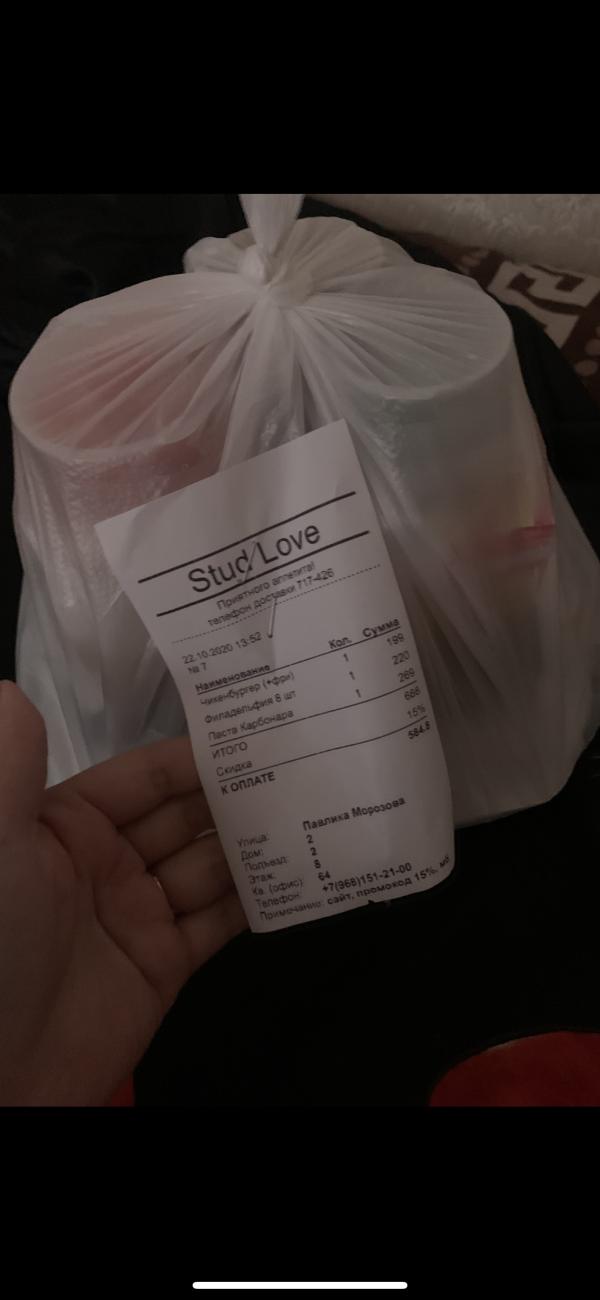 Stud Love
Приятного аппетита!
телефон доставки 717-426
22.10.2020 13:52
№ 7
Наименование Кол. Сумма
Чикенбургер (+фри) 1 199
Филадельфия 8 шт 1 220
Паста Карбонара 1 269
ИТОГО 688
Скидка 15%
К ОПЛАТЕ 584.8
Улица: Павлика Морозова
Дом: 2
Подъезд: 2
Этаж: 8
Кв. (офис): 64
Телефон: +7(968)151-21-00
Примечание: сайт, промокод 15%,